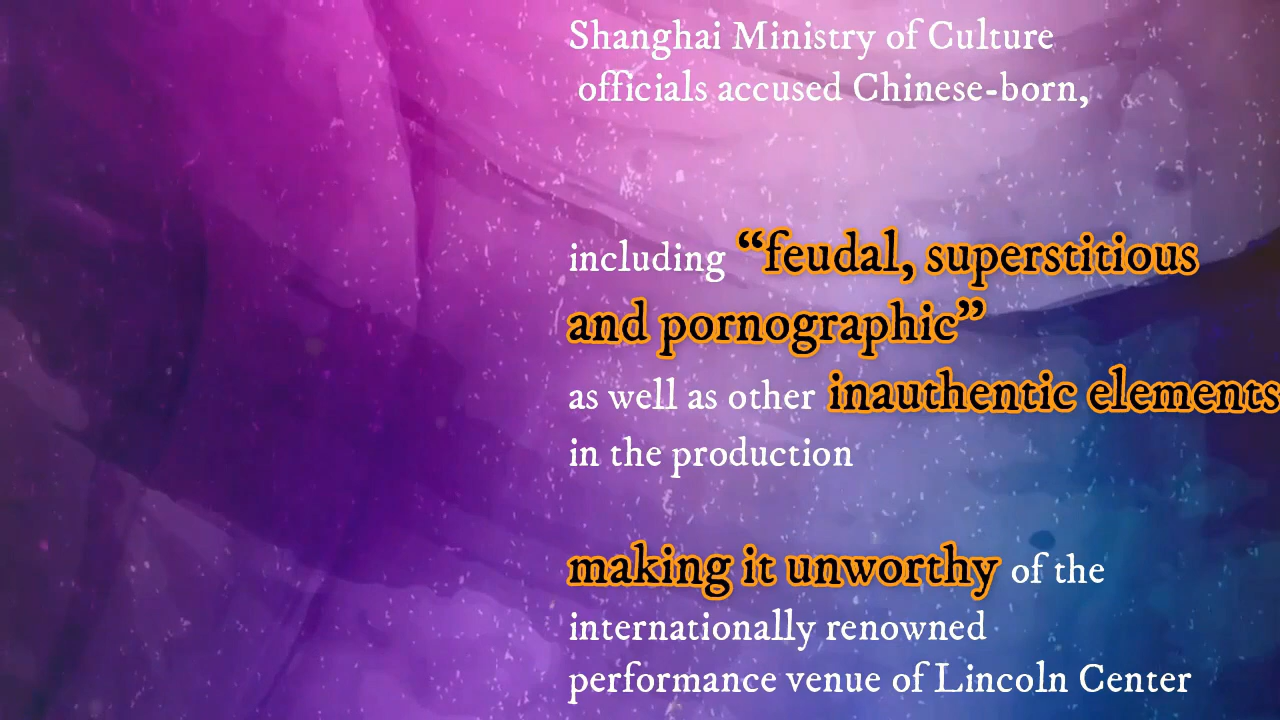 Shanghai Ministry of Culture
officials accused Chinese-born,
including “feudal, superstitious
and pornographic”
as well as other inauthentic elements
in the production
making it unworthy of the
internationally renowned
performance venue of Lincoln Center